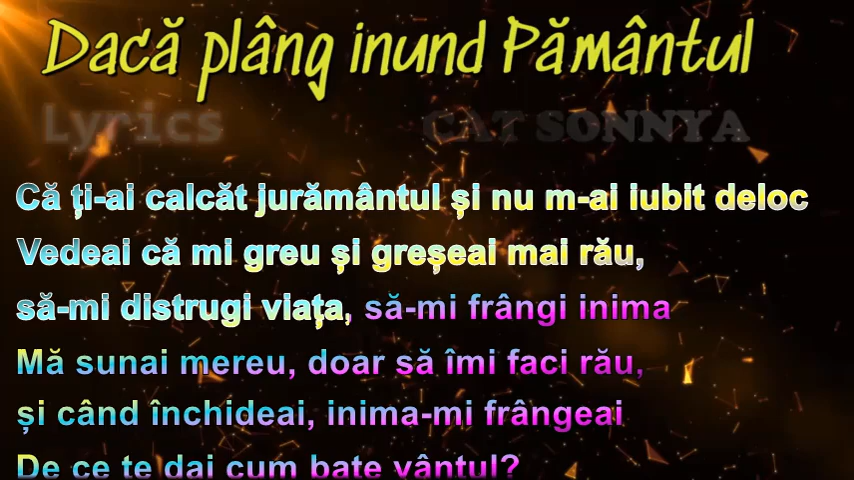 Dacă plâng inund Pământul
Lyrics CAT SONNYA
Că ți-ai calcăt jurământul și nu m-ai iubit deloc
Vedeai că mi greu și greșeai mai rău,
să-mi distrugi viața, să-mi frângi inima
Mă sunai mereu, doar să îmi faci rău,
și când închideai, inima-mi frângeai
De ce te dai cum bate vântul?